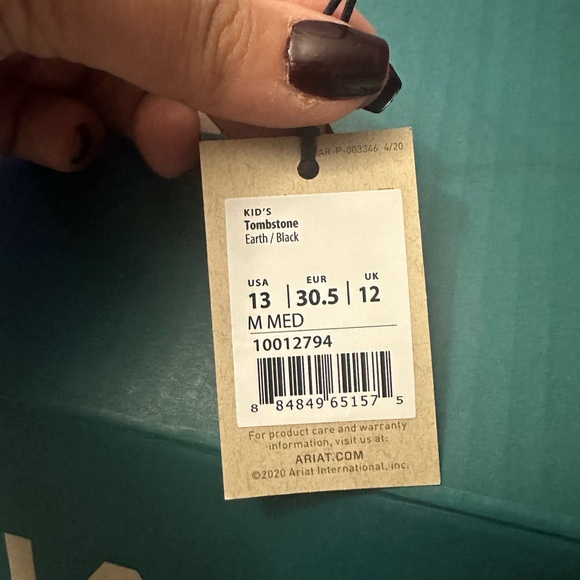 AR-P-003346 4/20
KID'S
Tombstone
Earth / Black
USA EUR UK
13 | 30.5 | 12
M MED
10012794
8 84849 65157 5
For product care and warranty
information, visit us at:
ARIAT.COM
©2020 Ariat International, inc.